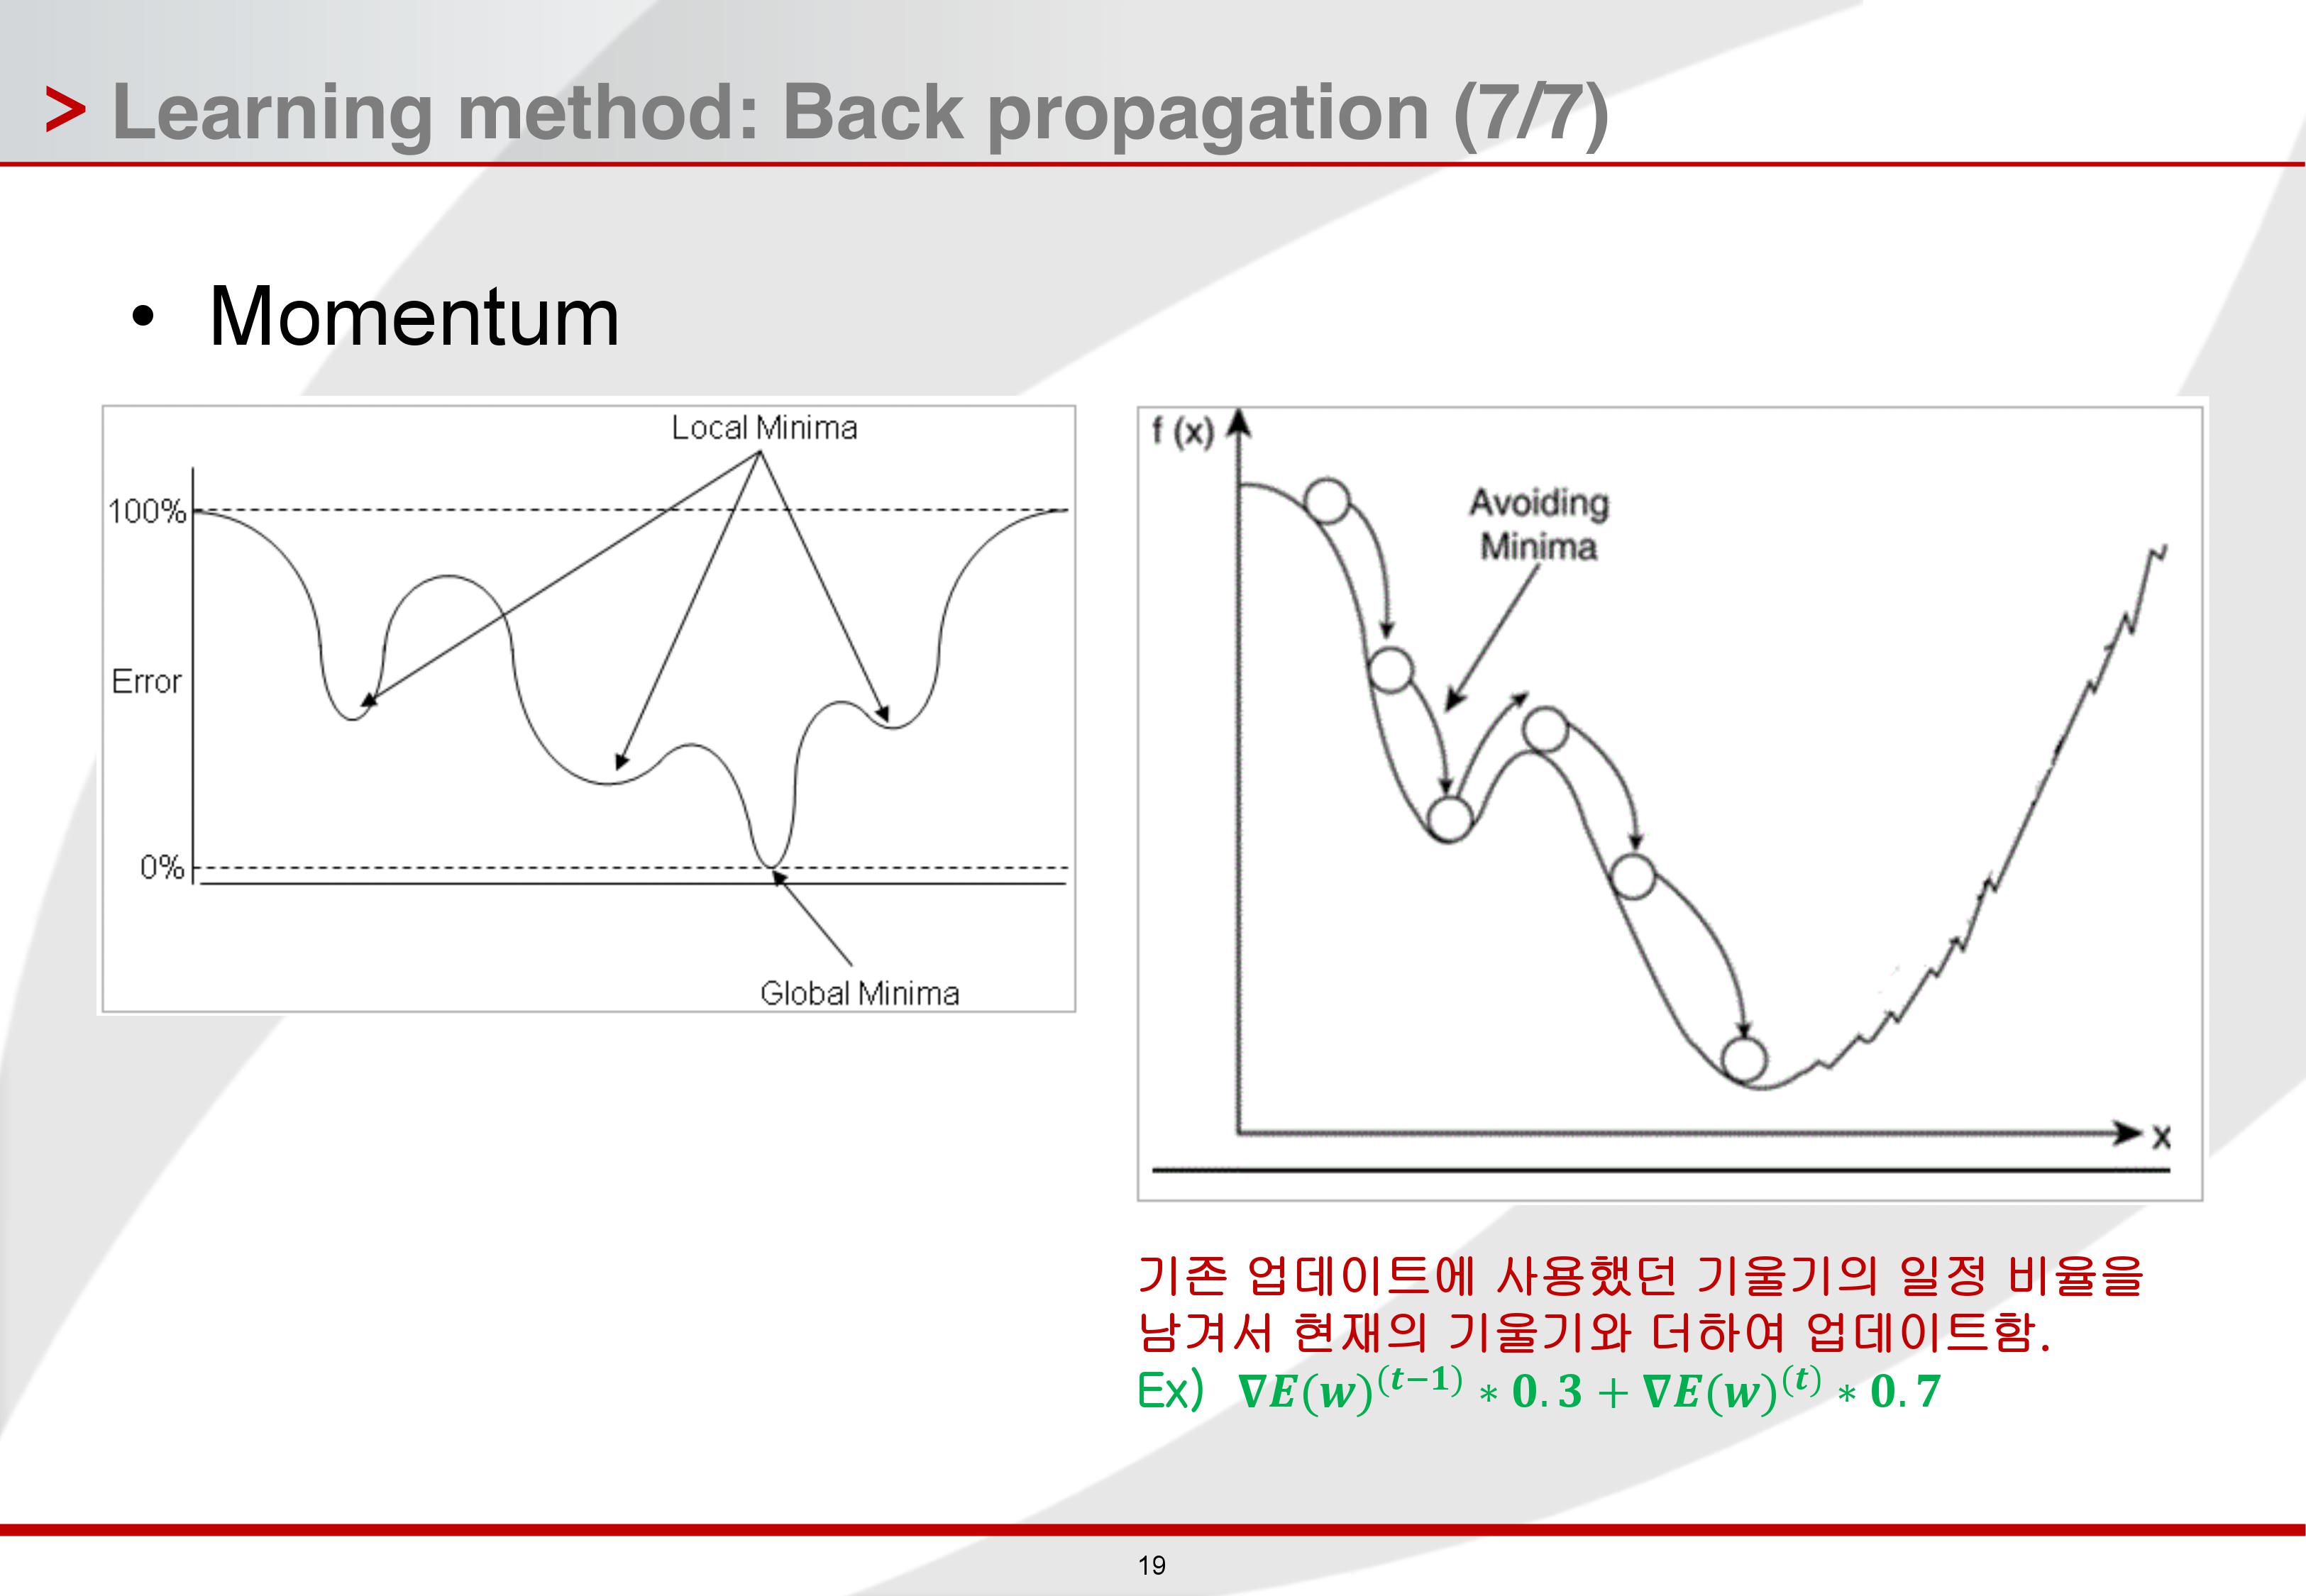 > Learning method: Back propagation (7/7)
• Momentum
Local Minima
100%
Error
0%
Global Minima
f (x)
Avoiding
Minima
x
기존 업데이트에 사용했던 기울기의 일정 비율을
남겨서 현재의 기울기와 더하여 업데이트함.
Ex) ∇E(w)^(t−1) * 0.3 + ∇E(w)^(t) * 0.7
19